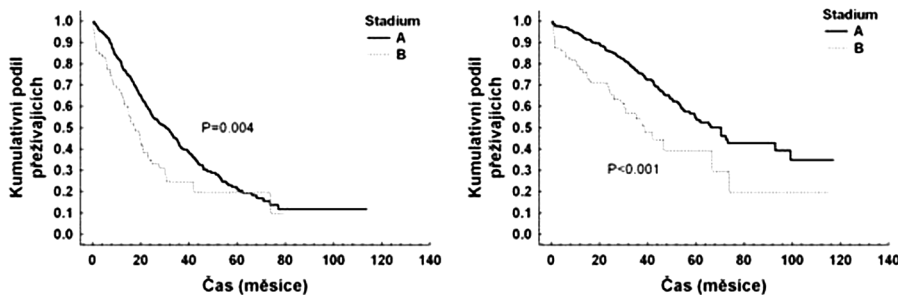 Stadium
A
B
1.0
0.9
0.8
0.7
0.6
0.5
0.4
0.3
0.2
0.1
0.0
Kumulativní podíl
přežívajících
P=0.004
0 20 40 60 80 100 120 140
Čas (měsíce)
Stadium
A
B
1.0
0.9
0.8
0.7
0.6
0.5
0.4
0.3
0.2
0.1
0.0
Kumulativní podíl
přežívajících
P<0.001
0 20 40 60 80 100 120 140
Čas (měsíce)